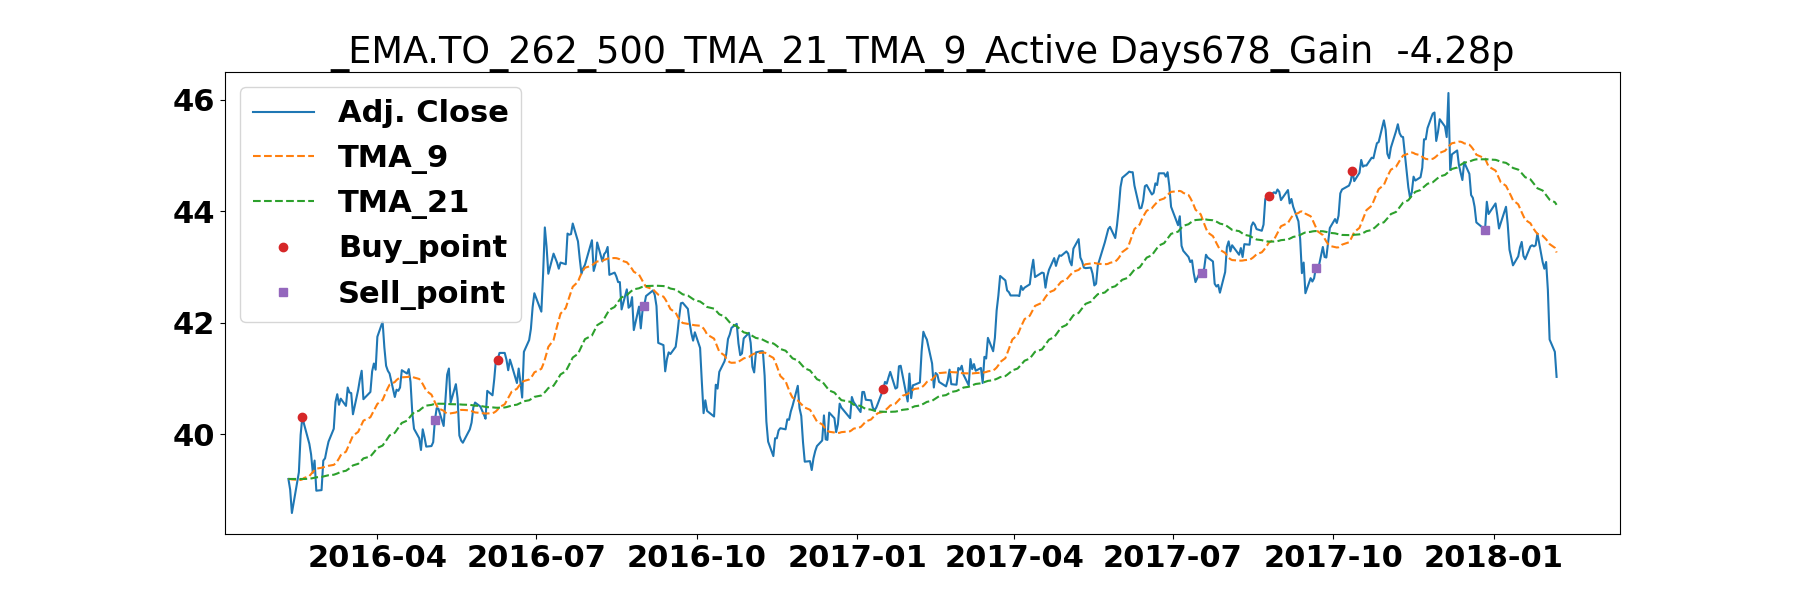 _EMA.TO_262_500_TMA_21_TMA_9_Active Days678_Gain  -4.28p
46
44
42
40
Adj. Close
TMA_9
TMA_21
Buy_point
Sell_point
2016-04 2016-07 2016-10 2017-01 2017-04 2017-07 2017-10 2018-01